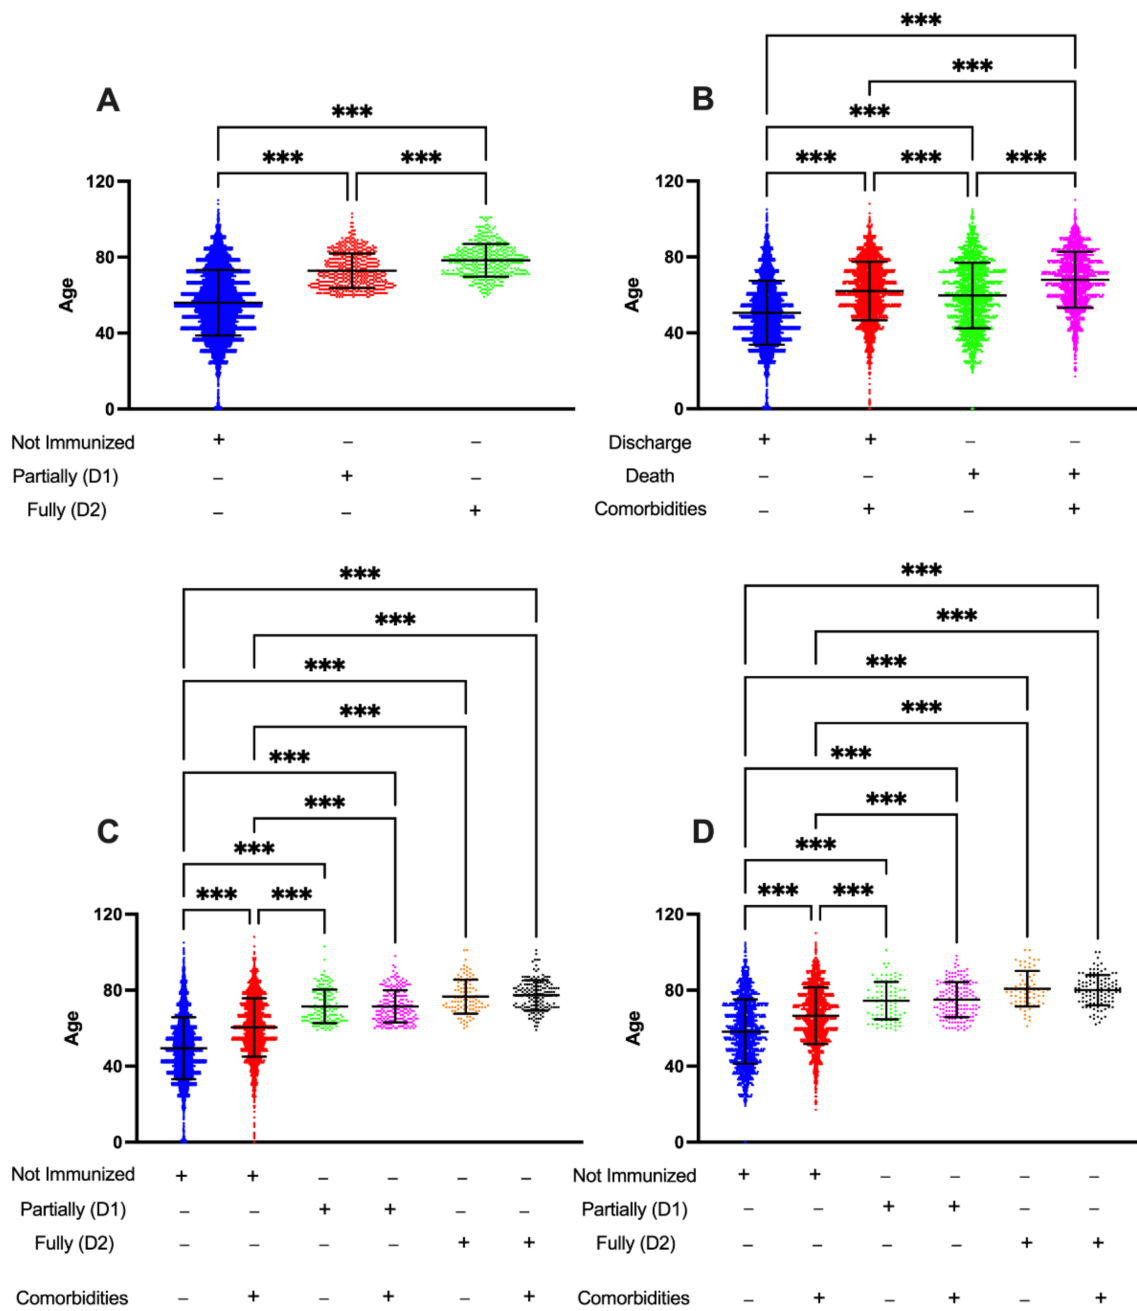 ***
***
A
B
***
***
***
***
***
***
***
***
120
80
Age
40
0
120
80
Age
40
0
Not Immunized + – –
Partially (D1) – + –
Fully (D2) – – +
Discharge + + – –
Death – – + +
Comorbidities – + – +
***
***
***
***
***
***
C
***
***
***
120
80
Age
40
0
***
***
***
***
***
***
D
***
***
***
120
80
Age
40
0
Not Immunized + + – – – –
Partially (D1) – – + + – –
Fully (D2) – – – – + +
Comorbidities – + – + – +
Not Immunized + + – – – –
Partially (D1) – – + + – –
Fully (D2) – – – – + +
Comorbidities – + – + – +